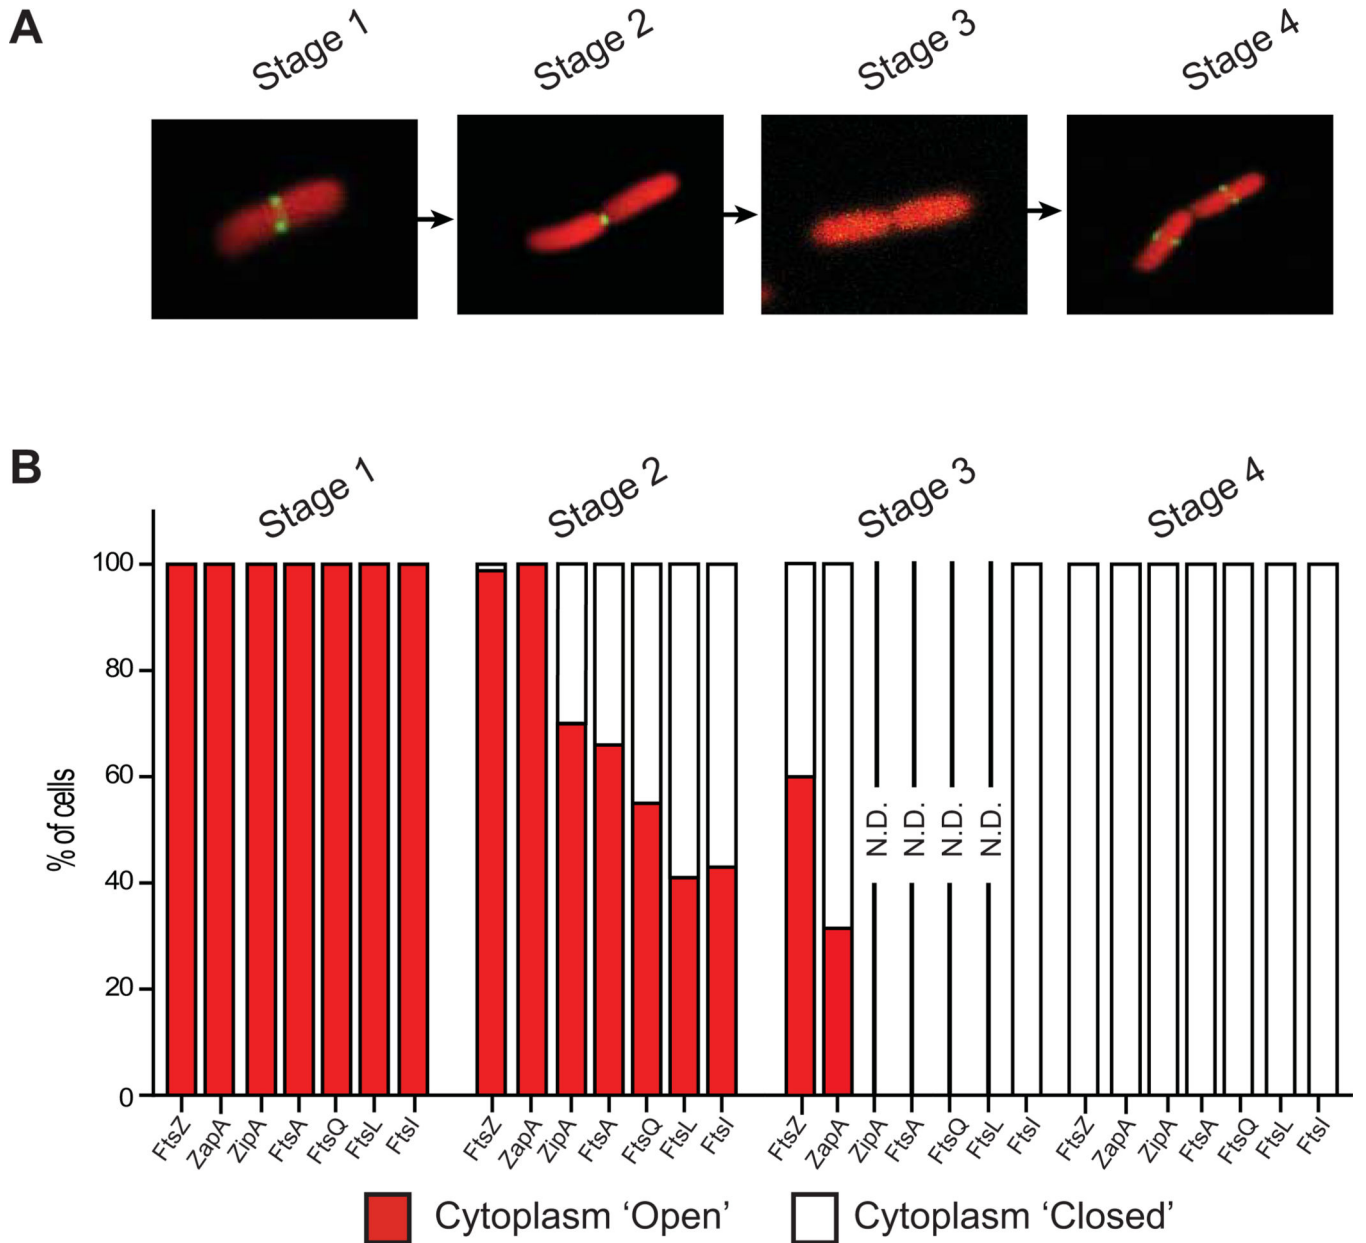 A
Stage 1
Stage 2
Stage 3
Stage 4
B
Stage 1
Stage 2
Stage 3
Stage 4
% of cells
100
80
60
40
20
0
N.D.
N.D.
N.D.
N.D.
FtsZ
ZapA
ZipA
FtsA
FtsQ
FtsL
FtsI
FtsZ
ZapA
ZipA
FtsA
FtsQ
FtsL
FtsI
FtsZ
ZapA
ZipA
FtsA
FtsQ
FtsL
FtsI
FtsZ
ZapA
ZipA
FtsA
FtsQ
FtsL
FtsI
Cytoplasm ‘Open’
Cytoplasm ‘Closed’